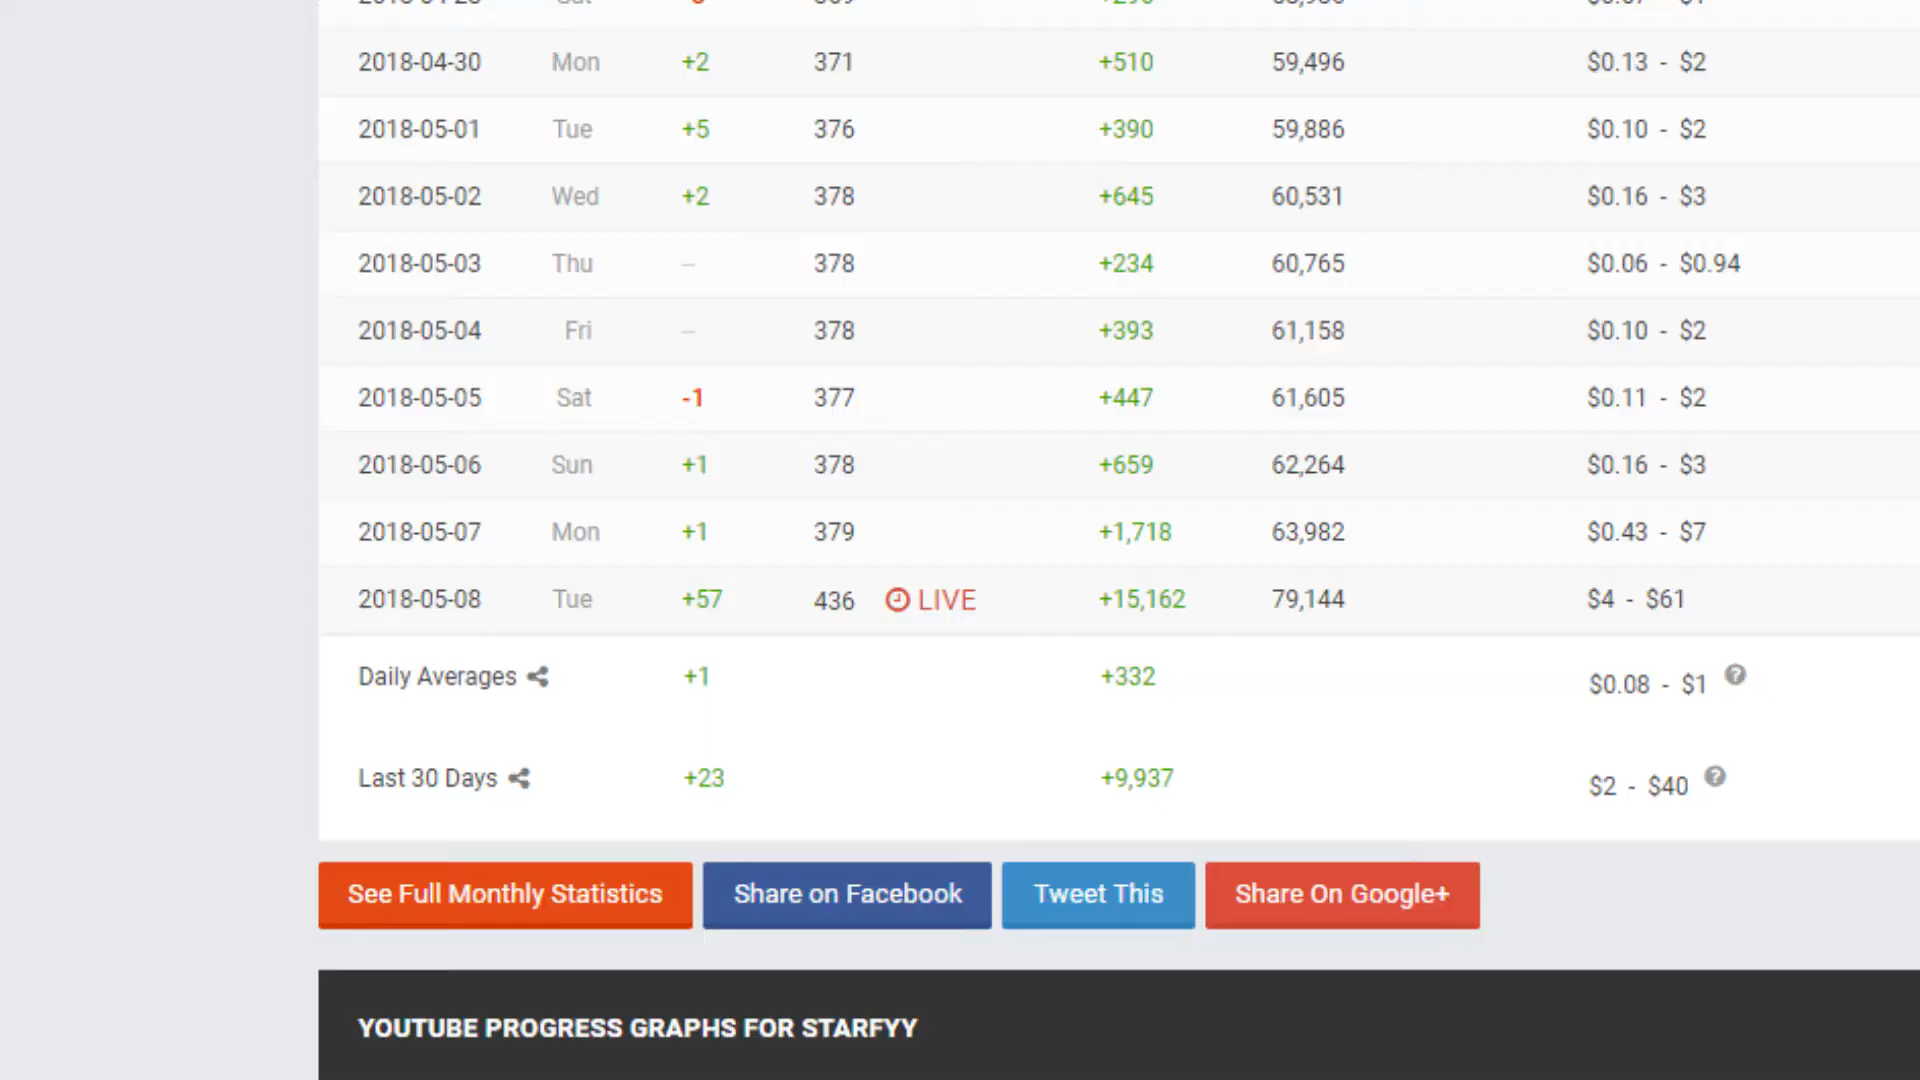 2018-04-30 Mon +2 371 +510 59,496 $0.13 - $2
2018-05-01 Tue +5 376 +390 59,886 $0.10 - $2
2018-05-02 Wed +2 378 +645 60,531 $0.16 - $3
2018-05-03 Thu -- 378 +234 60,765 $0.06 - $0.94
2018-05-04 Fri -- 378 +393 61,158 $0.10 - $2
2018-05-05 Sat -1 377 +447 61,605 $0.11 - $2
2018-05-06 Sun +1 378 +659 62,264 $0.16 - $3
2018-05-07 Mon +1 379 +1,718 63,982 $0.43 - $7
2018-05-08 Tue +57 436 LIVE +15,162 79,144 $4 - $61
Daily Averages +1 +332 $0.08 - $1 ?
Last 30 Days +23 +9,937 $2 - $40 ?
See Full Monthly Statistics Share on Facebook Tweet This Share On Google+
YOUTUBE PROGRESS GRAPHS FOR STARFYY